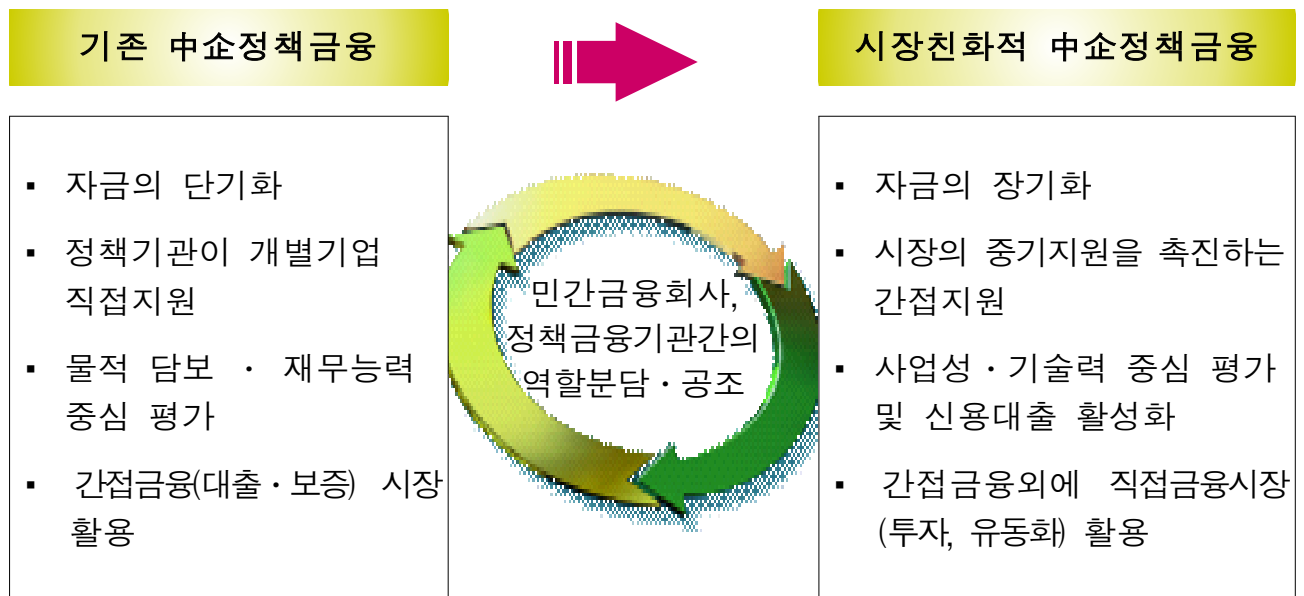 기존 中企정책금융
시장친화적 中企정책금융
▪ 자금의 단기화
▪ 정책기관이 개별기업
직접지원
▪ 물적 담보 · 재무능력
중심 평가
▪ 간접금융(대출·보증) 시장
활용
민간금융회사,
정책금융기관간의
역할분담·공조
▪ 자금의 장기화
▪ 시장의 중기지원을 촉진하는
간접지원
▪ 사업성·기술력 중심 평가
및 신용대출 활성화
▪ 간접금융외에 직접금융시장
(투자, 유동화) 활용